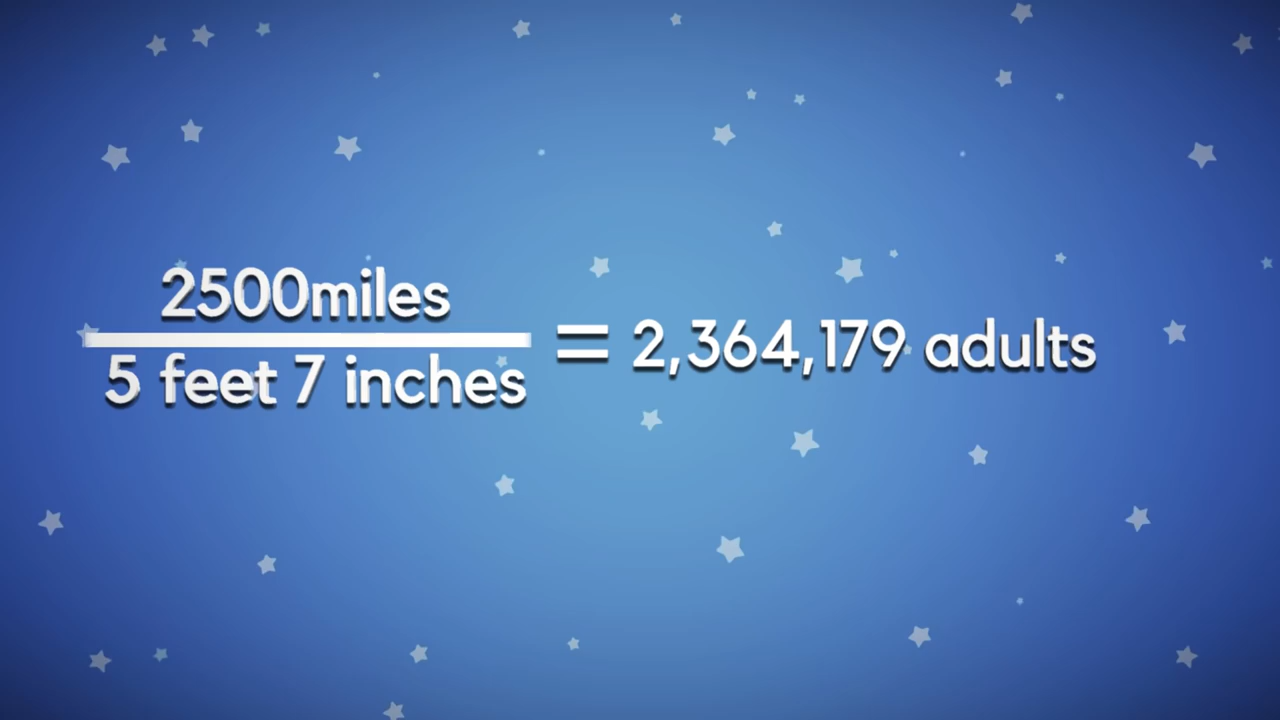 2500miles
5 feet 7 inches
= 2,364,179 adults